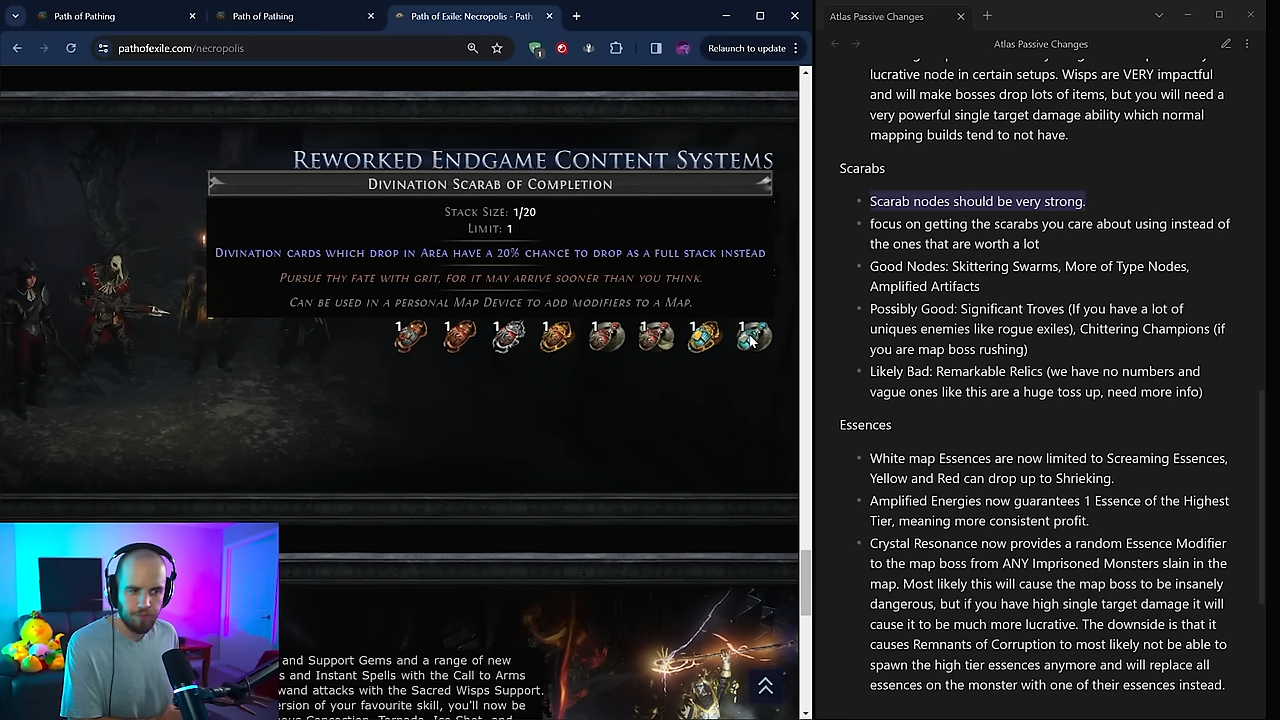 Path of Pathing
Path of Pathing
Path of Exile: Necropolis - Path
Atlas Passive Changes
pathofexile.com/necropolis
Relaunch to update
Atlas Passive Changes
REWORKED ENDGAME CONTENT SYSTEMS
DIVINATION SCARAB OF COMPLETION
STACK SIZE: 1/20
LIMIT: 1
DIVINATION CARDS WHICH DROP IN AREA HAVE A 20% CHANCE TO DROP AS A FULL STACK INSTEAD
PURSUE THY FATE WITH GRIT, FOR IT MAY ARRIVE SOONER THAN YOU THINK.
CAN BE USED IN A PERSONAL MAP DEVICE TO ADD MODIFIERS TO A MAP.
1 1 1 1 1 1 1 1
and Support Gems and a range of new
s and Instant Spells with the Call to Arms
wand attacks with the Sacred Wisps Support.
ersion of your favourite skill, you'll now be
lucrative node in certain setups. Wisps are VERY impactful
and will make bosses drop lots of items, but you will need a
very powerful single target damage ability which normal
mapping builds tend to not have.
Scarabs
Scarab nodes should be very strong.
focus on getting the scarabs you care about using instead of
the ones that are worth a lot
Good Nodes: Skittering Swarms, More of Type Nodes,
Amplified Artifacts
Possibly Good: Significant Troves (If you have a lot of
uniques enemies like rogue exiles), Chittering Champions (if
you are map boss rushing)
Likely Bad: Remarkable Relics (we have no numbers and
vague ones like this are a huge toss up, need more info)
Essences
White map Essences are now limited to Screaming Essences,
Yellow and Red can drop up to Shrieking.
Amplified Energies now guarantees 1 Essence of the Highest
Tier, meaning more consistent profit.
Crystal Resonance now provides a random Essence Modifier
to the map boss from ANY Imprisoned Monsters slain in the
map. Most likely this will cause the map boss to be insanely
dangerous, but if you have high single target damage it will
cause it to be much more lucrative. The downside is that it
causes Remnants of Corruption to most likely not be able to
spawn the high tier essences anymore and will replace all
essences on the monster with one of their essences instead.